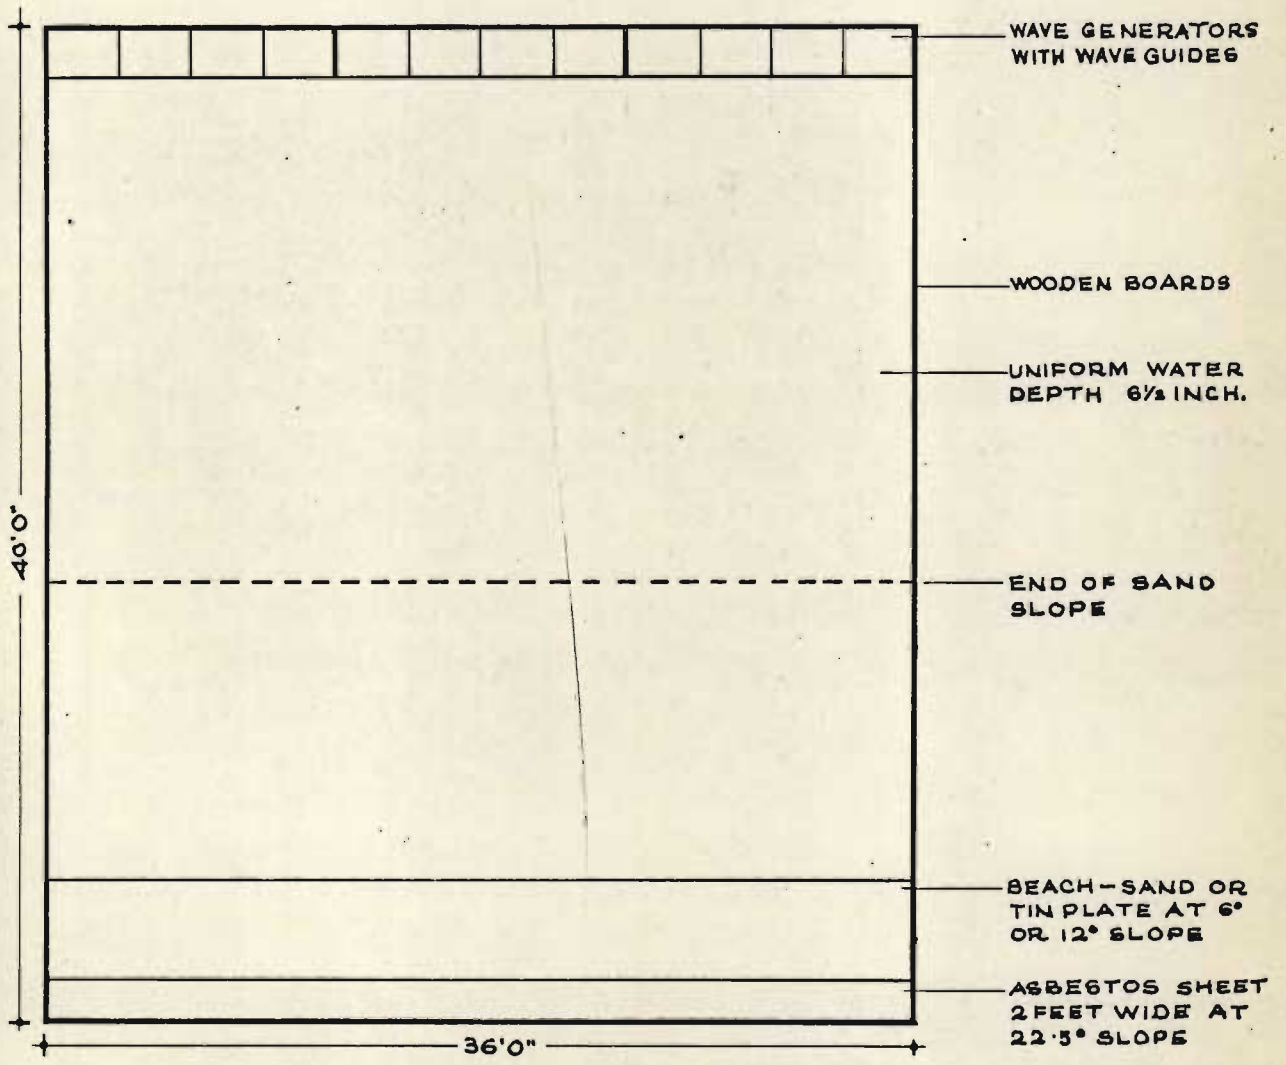 WAVE GENERATORS
WITH WAVE GUIDES
WOODEN BOARDS
UNIFORM WATER
DEPTH 6½ INCH.
40'0"
END OF SAND
SLOPE
BEACH-SAND OR
TIN PLATE AT 6°
OR 12° SLOPE
ASBESTOS SHEET
2 FEET WIDE AT
22·5° SLOPE
36'0"